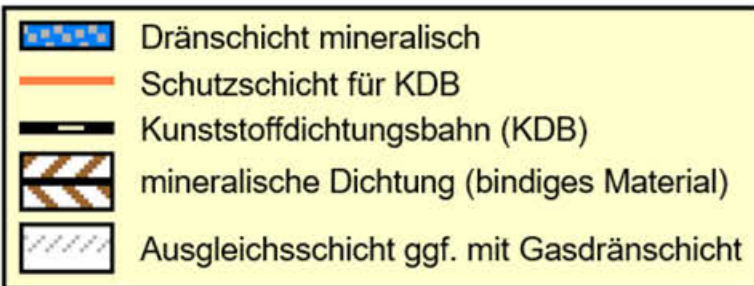 Dränschicht mineralisch
Schutzschicht für KDB
Kunststoffdichtungsbahn (KDB)
mineralische Dichtung (bindiges Material)
Ausgleichsschicht ggf. mit Gasdränschicht